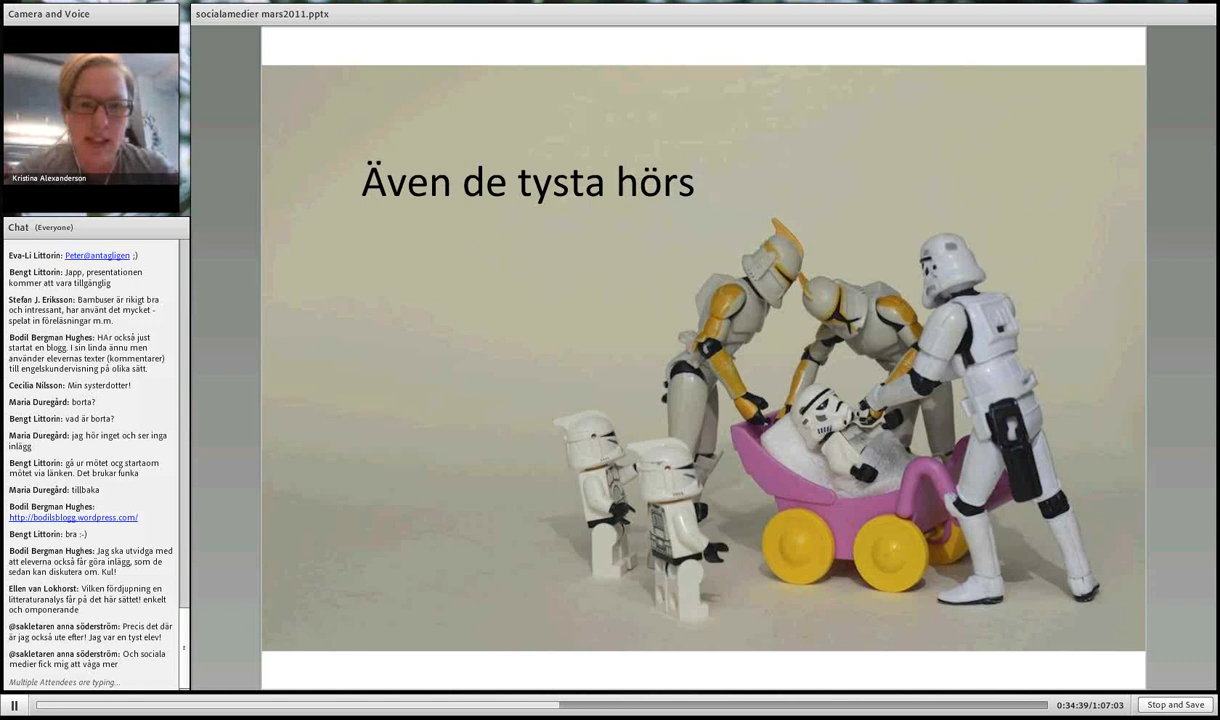 Camera and Voice
socialamedier mars2011.pptx
Kristina Alexanderson
Även de tysta hörs
Chat (Everyone)
Eva-Li Littorin: Peter@antagligen ;)
Bengt Littorin: Japp, presentationen
kommer att vara tillgänglig
Stefan J. Eriksson: Bambuser är rikigt bra
och intressant, har använt det mycket -
spelat in föreläsningar m.m.
Bodil Bergman Hughes: HAr också just
startat en blogg. I sin linda ännu men
använder elevernas texter (kommentarer)
till engelskundervisning på olika sätt.
Cecilia Nilsson: Min systerdotter!
Maria Duregård: borta?
Bengt Littorin: vad är borta?
Maria Duregård: jag hör inget och ser inga
inlägg
Bengt Littorin: gå ur mötet ocg startaom
mötet via länken. Det brukar funka
Maria Duregård: tillbaka
Bodil Bergman Hughes:
http://bodilsblogg.wordpress.com/
Bengt Littorin: bra :-)
Bodil Bergman Hughes: Jag ska utvidga med
att eleverna också får göra inlägg, som de
sedan kan diskutera om. Kul!
Ellen van Lokhorst: Vilken fördjupning en
litteraturanalys får på det här sättet! enkelt
och omponerande
@sakletaren anna söderström: Precis det där
är jag också ute efter! Jag var en tyst elev!
@sakletaren anna söderström: Och sociala
medier fick mig att våga mer
Multiple Attendees are typing...
0:34:39/1:07:03
Stop and Save